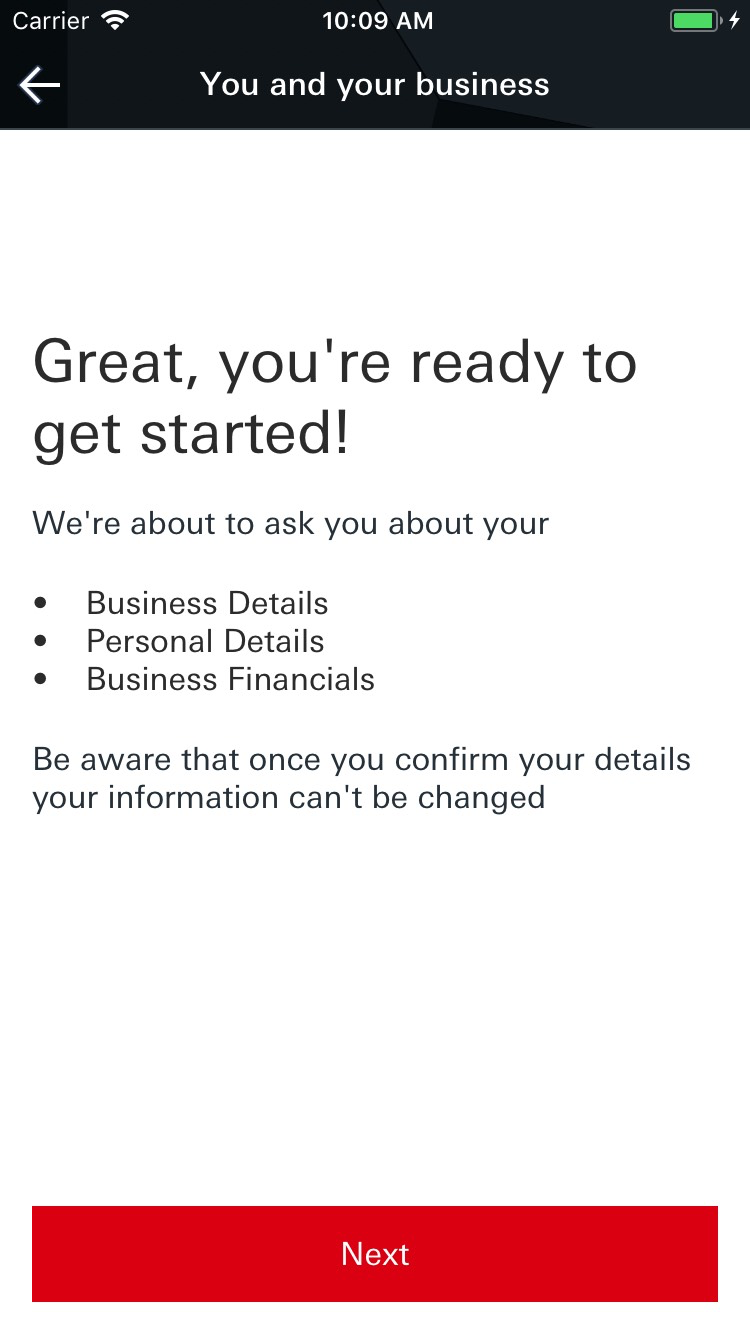 Carrier 10:09 AM
You and your business
Great, you're ready to
get started!
We're about to ask you about your
• Business Details
• Personal Details
• Business Financials
Be aware that once you confirm your details
your information can't be changed
Next